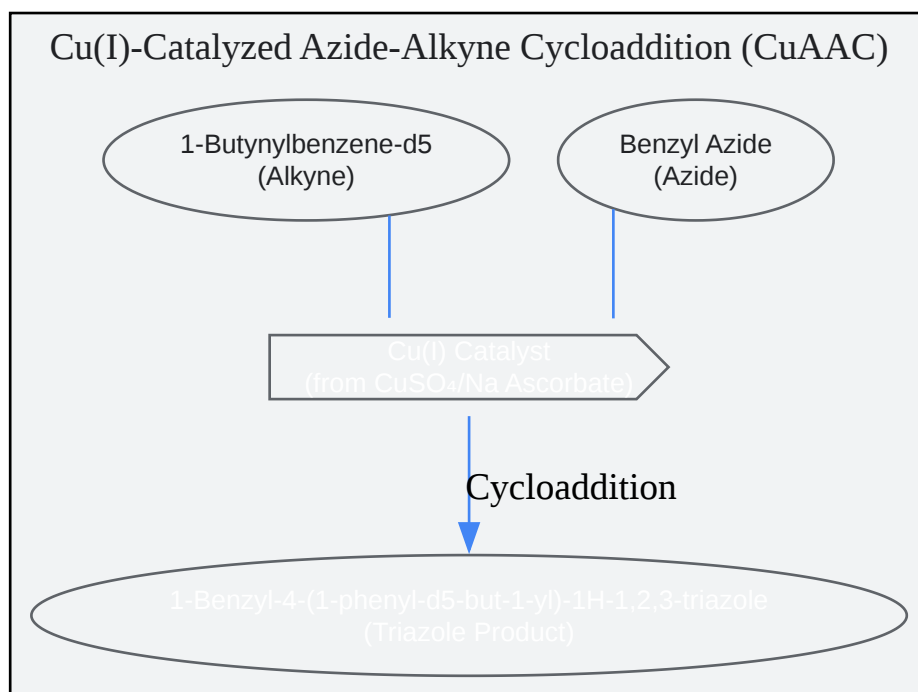 Cu(I)-Catalyzed Azide-Alkyne Cycloaddition (CuAAC)
1-Butynylbenzene-d5
(Alkyne)
Benzyl Azide
(Azide)
Cu(I) Catalyst
(from CuSO₄/Na Ascorbate)
Cycloaddition
1-Benzyl-4-(1-phenyl-d5-but-1-yl)-1H-1,2,3-triazole
(Triazole Product)